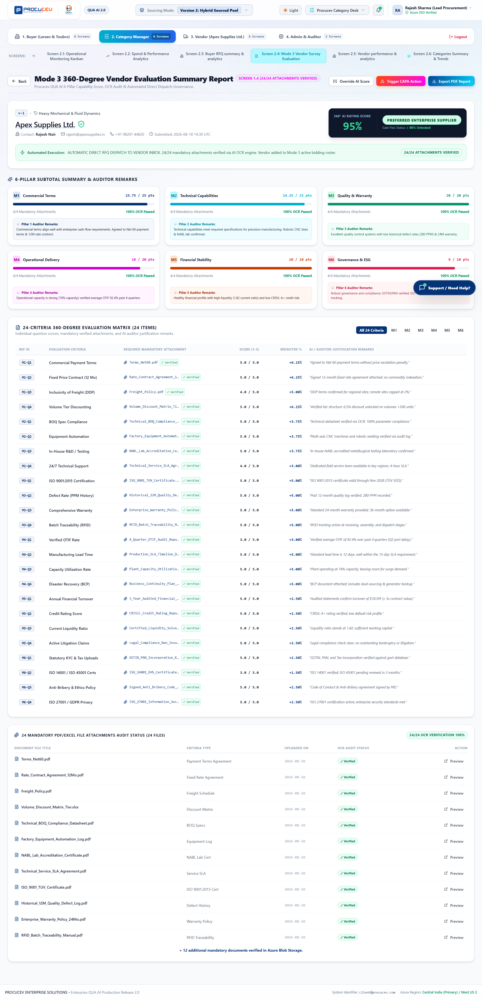 PROCUCEV
QUA AI 2.0
Sourcing Mode: Version 2: Hybrid Sourced Pool
Light
Procucev Category Desk
RA
Rajesh Sharma (Lead Procurement)
Azure SSO Verified
1. Buyer (Larsen & Toubro) 6 Screens
2. Category Manager 6 Screens
3. Vendor (Apex Supplies Ltd.) 6 Screens
4. Admin & Auditor 2 Screens
Logout
SCREENS:
Screen 2.1: Operational
Monitoring Kanban
Screen 2.2: Spend & Performance
Analytics
Screen 2.3: Buyer RFQ summary &
analytics
Screen 2.4: Mode 3 Vendor Survey
Evaluation
Screen 2.5: Vendor performance &
analytics
Screen 2.6: Categories Summary
& Trends
Back
Mode 3 360-Degree Vendor Evaluation Summary Report
SCREEN 1.4 (24/24 ATTACHMENTS VERIFIED)
Procucev QUA AI 6-Pillar Capability Score, OCR Audit & Automated Direct Dispatch Governance.
Override AI Score
Trigger CAPA Action
Export PDF Report
v-1 • Heavy Mechanical & Fluid Dynamics
Apex Supplies Ltd.
Contact: Rajesh Nair rajesh@apexsupplies.in +91 98201 44820 Submitted: 2026-08-18 14:30 UTC
360° AI RATING SCORE
95%
PREFERRED ENTERPRISE SUPPLIER
Gate Pass Status: ≥ 80% Unlocked
Automated Execution: AUTOMATIC DIRECT RFQ DISPATCH TO VENDOR INBOX. 24/24 mandatory attachments verified via AI OCR engine. Vendor added to Mode 3 active bidding roster.
24/24 ATTACHMENTS VERIFIED
6-PILLAR SUBTOTAL SUMMARY & AUDITOR REMARKS
M1 Commercial Terms 23.75 / 25 pts
4/4 Mandatory Attachments 100% OCR Passed
Pillar 1 Auditor Remarks:
Commercial terms align well with enterprise cash-flow requirements. Agreed to Net 60 payment
terms & 12M rate contract.
M2 Technical Capabilities 14.25 / 15 pts
4/4 Mandatory Attachments 100% OCR Passed
Pillar 2 Auditor Remarks:
Technical capabilities meet required specifications for precision manufacturing. Robotic CNC lines
& NABL lab confirmed.
M3 Quality & Warranty 20 / 20 pts
4/4 Mandatory Attachments 100% OCR Passed
Pillar 3 Auditor Remarks:
Excellent quality control systems with low historical defect rates (280 PPM) & 24M warranty.
M4 Operational Delivery 18 / 20 pts
4/4 Mandatory Attachments 100% OCR Passed
Pillar 4 Auditor Remarks:
Operational capacity is strong (74% capacity); verified average OTIF 92.4% past 4 quarters.
M5 Financial Stability 10 / 10 pts
4/4 Mandatory Attachments 100% OCR Passed
Pillar 5 Auditor Remarks:
Healthy financial profile with high liquidity (1.82 current ratio) and low CRISIL A+ credit risk.
M6 Governance & ESG 9 / 10 pts
4/4 Mandatory Attachments 100% OCR Passed
Pillar 6 Auditor Remarks:
Robust governance and compliance; GSTIN/PAN verified; ISO
tracking.
Support / Need Help?
24-CRITERIA 360-DEGREE EVALUATION MATRIX (24 ITEMS)
Individual question scores, mandatory verified attachments, and AI auditor justification remarks.
All 24 Criteria M1 M2 M3 M4 M5 M6
REF ID EVALUATION CRITERIA REQUIRED MANDATORY ATTACHMENT SCORE (1-5) WEIGHTED % AI / AUDITOR JUSTIFICATION REMARKS
M1-Q1 Commercial Payment Terms Terms_Net60.pdf ✓ Verified 5.0 / 5.0 +6.25% "Agreed to Net 60 payment terms without price escalation penalty."
M1-Q2 Fixed Price Contract (12 Mo) Rate_Contract_Agreement_1… ✓ Verified 5.0 / 5.0 +6.25% "Signed 12-month fixed rate agreement attached; no commodity indexation."
M1-Q3 Inclusivity of Freight (DDP) Freight_Policy.pdf ✓ Verified 4.0 / 5.0 +5.00% "DDP terms confirmed for regional sites; remote sites capped at 2%."
M1-Q4 Volume Tier Discounting Volume_Discount_Matrix_Ti… ✓ Verified 5.0 / 5.0 +6.25% "Verified tier structure: 6.5% discount unlocked on volumes >500 units."
M2-Q1 BOQ Spec Compliance Technical_BOQ_Compliance_… ✓ Verified 5.0 / 5.0 +3.75% "Technical datasheet verified via OCR; 100% parameter compliance."
M2-Q2 Equipment Automation Factory_Equipment_Automat… ✓ Verified 5.0 / 5.0 +3.75% "Multi-axis CNC machines and robotic welding verified via audit log."
M2-Q3 In-House R&D / Testing NABL_Lab_Accreditation_Ce… ✓ Verified 5.0 / 5.0 +3.75% "In-house NABL-accredited metallurgical testing laboratory confirmed."
M2-Q4 24/7 Technical Support Technical_Service_SLA_Agr… ✓ Verified 4.0 / 5.0 +3.00% "Dedicated field service team available in key regions; 4-hour SLA."
M3-Q1 ISO 9001:2015 Certification ISO_9001_TUV_Certificate.… ✓ Verified 5.0 / 5.0 +5.00% "ISO 9001:2015 certificate valid through Nov 2028 (TÜV SÜD)."
M3-Q2 Defect Rate (PPM History) Historical_12M_Quality_De… ✓ Verified 5.0 / 5.0 +5.00% "Past 12-month quality log verified: 280 PPM recorded."
M3-Q3 Comprehensive Warranty Enterprise_Warranty_Polic… ✓ Verified 5.0 / 5.0 +5.00% "Standard 24-month warranty provided; 36-month option available."
M3-Q4 Batch Traceability (RFID) RFID_Batch_Traceability_M… ✓ Verified 5.0 / 5.0 +5.00% "RFID tracking active at receiving, assembly, and dispatch stages."
M4-Q1 Verified OTIF Rate 4_Quarter_OTIF_Audit_Repo… ✓ Verified 3.0 / 5.0 +3.00% "Verified average OTIF of 92.4% over past 4 quarters (Q2 port delay)."
M4-Q2 Manufacturing Lead Time Production_SLA_Timeline_D… ✓ Verified 5.0 / 5.0 +5.00% "Standard lead time is 12 days, well within the 15-day SLA requirement."
M4-Q3 Capacity Utilization Rate Plant_Capacity_Utilizatio… ✓ Verified 5.0 / 5.0 +5.00% "Plant operating at 74% capacity, leaving room for surge demand."
M4-Q4 Disaster Recovery (BCP) Business_Continuity_Plan_… ✓ Verified 5.0 / 5.0 +5.00% "BCP document attached; includes dual-sourcing & generator backup."
M5-Q1 Annual Financial Turnover 3_Year_Audited_Financial_… ✓ Verified 5.0 / 5.0 +2.50% "Audited statements confirm turnover of $18.5M (≥ 5x contract value)."
M5-Q2 Credit Rating Score CRISIL_Credit_Rating_Repo… ✓ Verified 5.0 / 5.0 +2.50% "CRISIL A+ rating verified; low default risk profile."
M5-Q3 Current Liquidity Ratio Certified_Liquidity_Solve… ✓ Verified 5.0 / 5.0 +2.50% "Liquidity ratio stands at 1.82; sufficient working capital."
M5-Q4 Active Litigation Claims Legal_Compliance_Non_Inso… ✓ Verified 5.0 / 5.0 +2.50% "Legal compliance check clear; no outstanding bankruptcy or litigation."
M6-Q1 Statutory KYC & Tax Uploads GSTIN_PAN_Incorporation_K… ✓ Verified 5.0 / 5.0 +2.50% "GSTIN, PAN, and Tax Incorporation verified against govt database."
M6-Q2 ISO 14001 / ISO 45001 Certs ISO_14001_EHS_Certificate… ✓ Verified 3.0 / 5.0 +1.50% "ISO 14001 verified; ISO 45001 pending renewal in 3 months."
M6-Q3 Anti-Bribery & Ethics Policy Signed_Anti_Bribery_Code_… ✓ Verified 5.0 / 5.0 +2.50% "Code of Conduct & Anti-Bribery agreement signed by MD."
M6-Q4 ISO 27001 / GDPR Privacy ISO_27001_Information_Sec… ✓ Verified 5.0 / 5.0 +2.50% "ISO 27001 certification active; enterprise security standards met."
24 MANDATORY PDF/EXCEL FILE ATTACHMENTS AUDIT STATUS (24 FILES)
24/24 OCR VERIFICATION 100%
DOCUMENT FILE TITLE CRITERIA TYPE UPLOADED ON OCR AUDIT STATUS ACTION
Terms_Net60.pdf Payment Terms Agreement 2026-08-18 ✓ Verified Preview
Rate_Contract_Agreement_12Mo.pdf Fixed Rate Agreement 2026-08-18 ✓ Verified Preview
Freight_Policy.pdf Freight Schedule 2026-08-18 ✓ Verified Preview
Volume_Discount_Matrix_Tier.xlsx Discount Matrix 2026-08-18 ✓ Verified Preview
Technical_BOQ_Compliance_Datasheet.pdf BOQ Specs 2026-08-18 ✓ Verified Preview
Factory_Equipment_Automation_Log.pdf Equipment Log 2026-08-18 ✓ Verified Preview
NABL_Lab_Accreditation_Certificate.pdf NABL Lab Cert 2026-08-18 ✓ Verified Preview
Technical_Service_SLA_Agreement.pdf Service SLA 2026-08-18 ✓ Verified Preview
ISO_9001_TUV_Certificate.pdf ISO 9001:2015 Cert 2026-08-18 ✓ Verified Preview
Historical_12M_Quality_Defect_Log.pdf Defect History 2026-08-18 ✓ Verified Preview
Enterprise_Warranty_Policy_24Mo.pdf Warranty Policy 2026-08-18 ✓ Verified Preview
RFID_Batch_Traceability_Manual.pdf RFID Traceability 2026-08-18 ✓ Verified Preview
+ 12 additional mandatory documents verified in Azure Blob Storage.
PROCUCEV ENTERPRISE SOLUTIONS • Enterprise QUA AI Production Release 2.0
System Identifier: client@procucev.com Azure Region: Central India (Primary) / West US 2